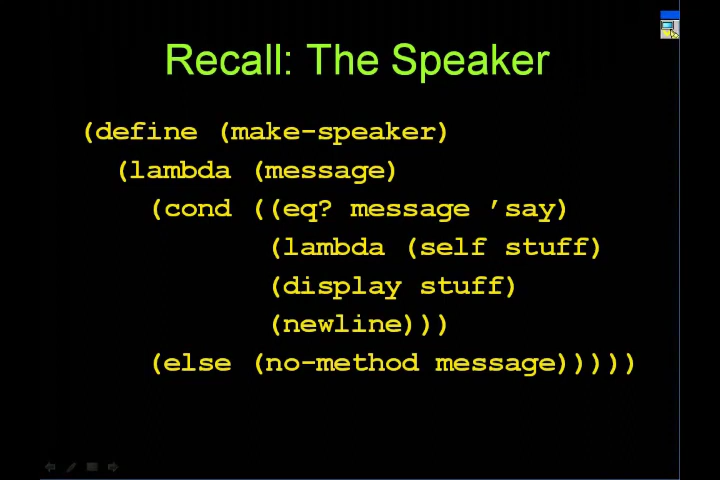 Recall: The Speaker
(define (make-speaker)
(lambda (message)
(cond ((eq? message ’say)
(lambda (self stuff)
(display stuff)
(newline)))
(else (no-method message)))))